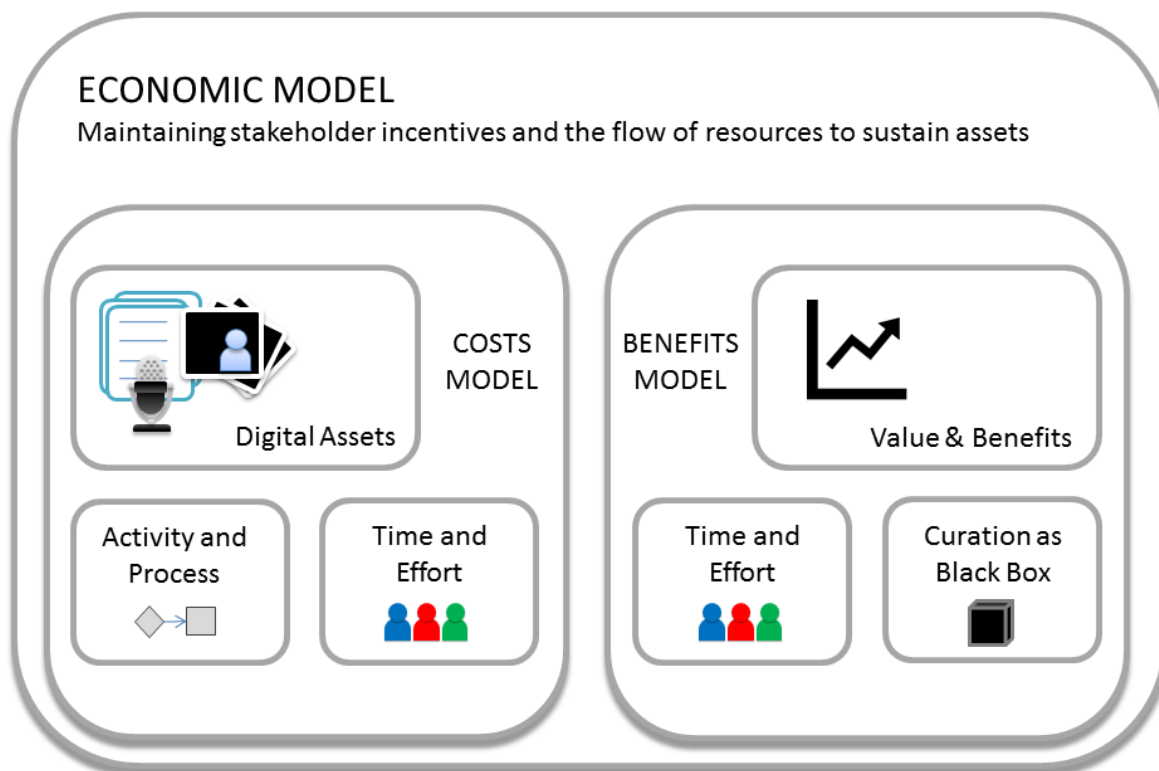 ECONOMIC MODEL
Maintaining stakeholder incentives and the flow of resources to sustain assets
COSTS
MODEL
Digital Assets
Activity and
Process
Time and
Effort
BENEFITS
MODEL
Value & Benefits
Time and
Effort
Curation as
Black Box